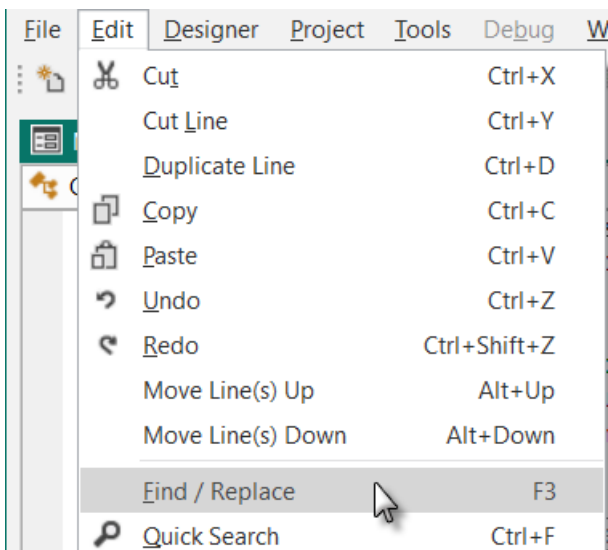 File Edit Designer Project Tools Debug W
Cut Ctrl+X
Cut Line Ctrl+Y
Duplicate Line Ctrl+D
Copy Ctrl+C
Paste Ctrl+V
Undo Ctrl+Z
Redo Ctrl+Shift+Z
Move Line(s) Up Alt+Up
Move Line(s) Down Alt+Down
Find / Replace F3
Quick Search Ctrl+F